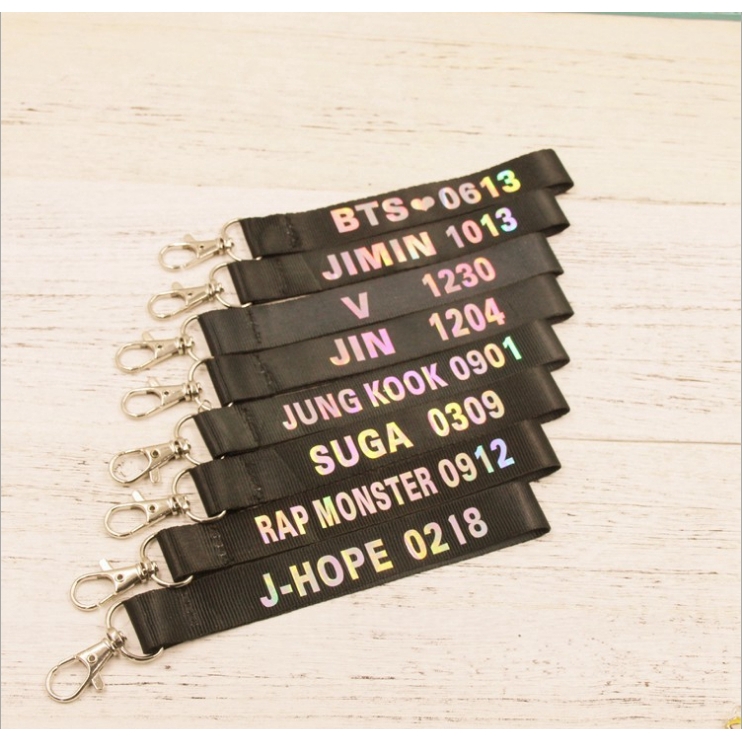 BTS❤0613
JIMIN 1013
V 1230
JIN 1204
JUNG KOOK 0901
SUGA 0309
RAP MONSTER 0912
J-HOPE 0218